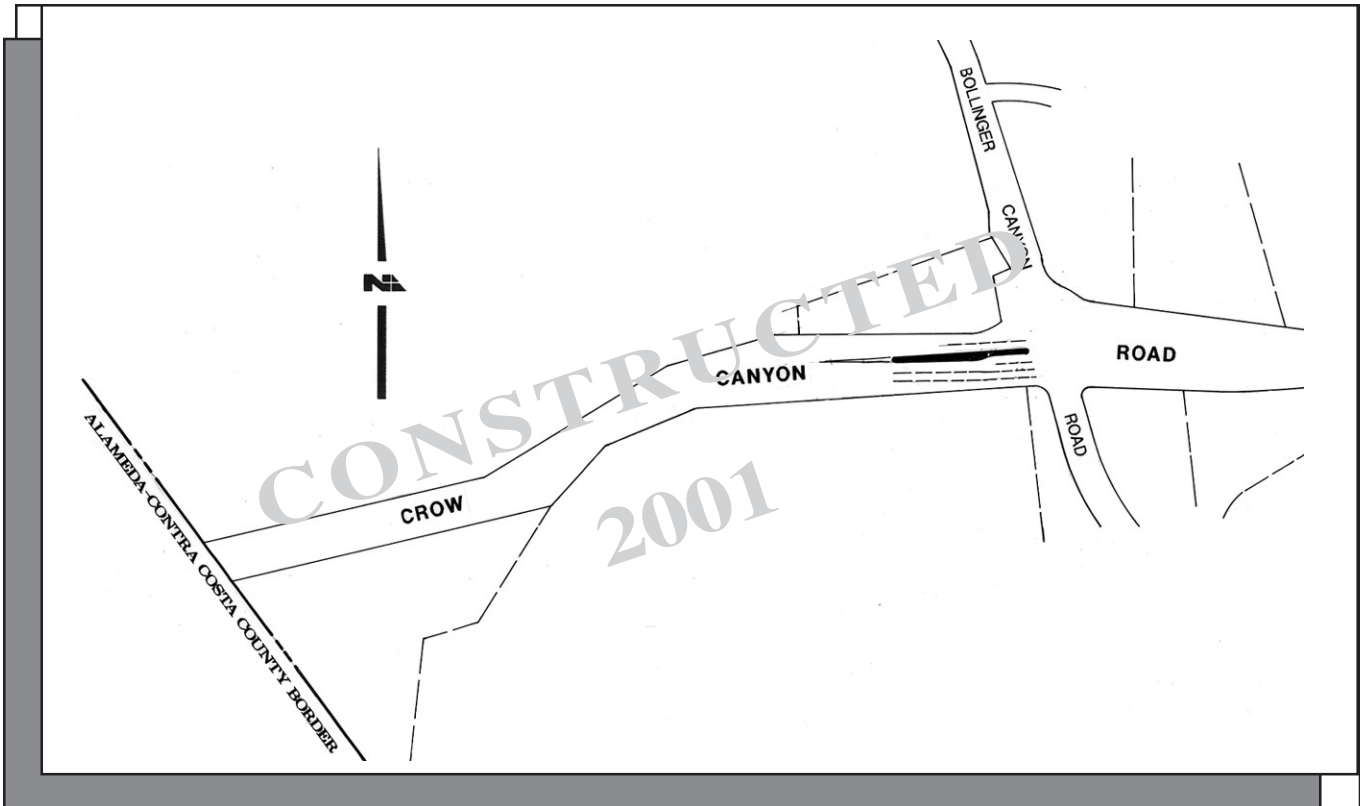 BOLLINGER
CANYON
N
CONSTRUCTED
2001
CROW
CANYON
ROAD
ROAD
ALAMEDA-CONTRA COSTA COUNTY BORDER